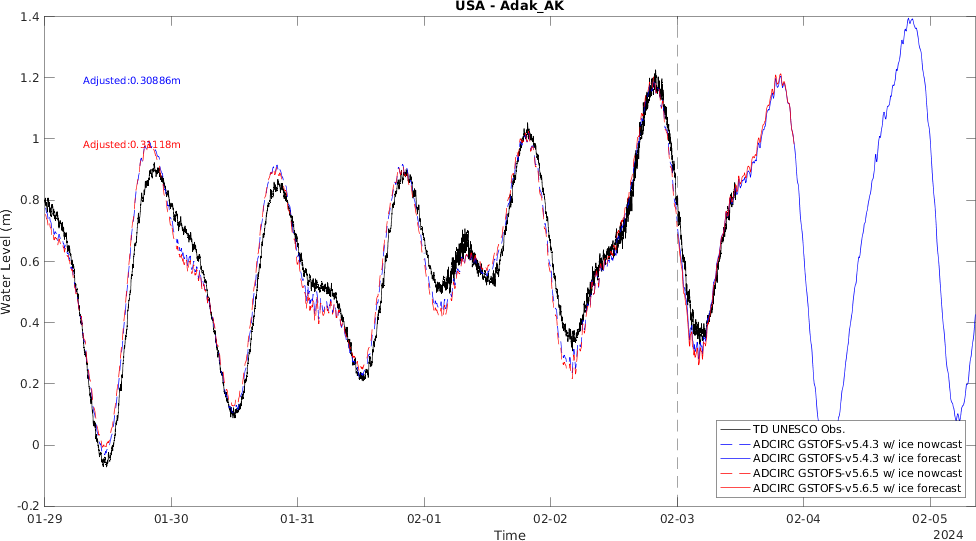 USA - Adak_AK
1.4
1.2
1
0.8
0.6
0.4
0.2
0
-0.2
Water Level (m)
Adjusted:0.30886m
Adjusted:0.31118m
TD UNESCO Obs.
ADCIRC GSTOFS-v5.4.3 w/ ice nowcast
ADCIRC GSTOFS-v5.4.3 w/ ice forecast
ADCIRC GSTOFS-v5.6.5 w/ ice nowcast
ADCIRC GSTOFS-v5.6.5 w/ ice forecast
01-29 01-30 01-31 02-01 02-02 02-03 02-04 02-05
Time
2024